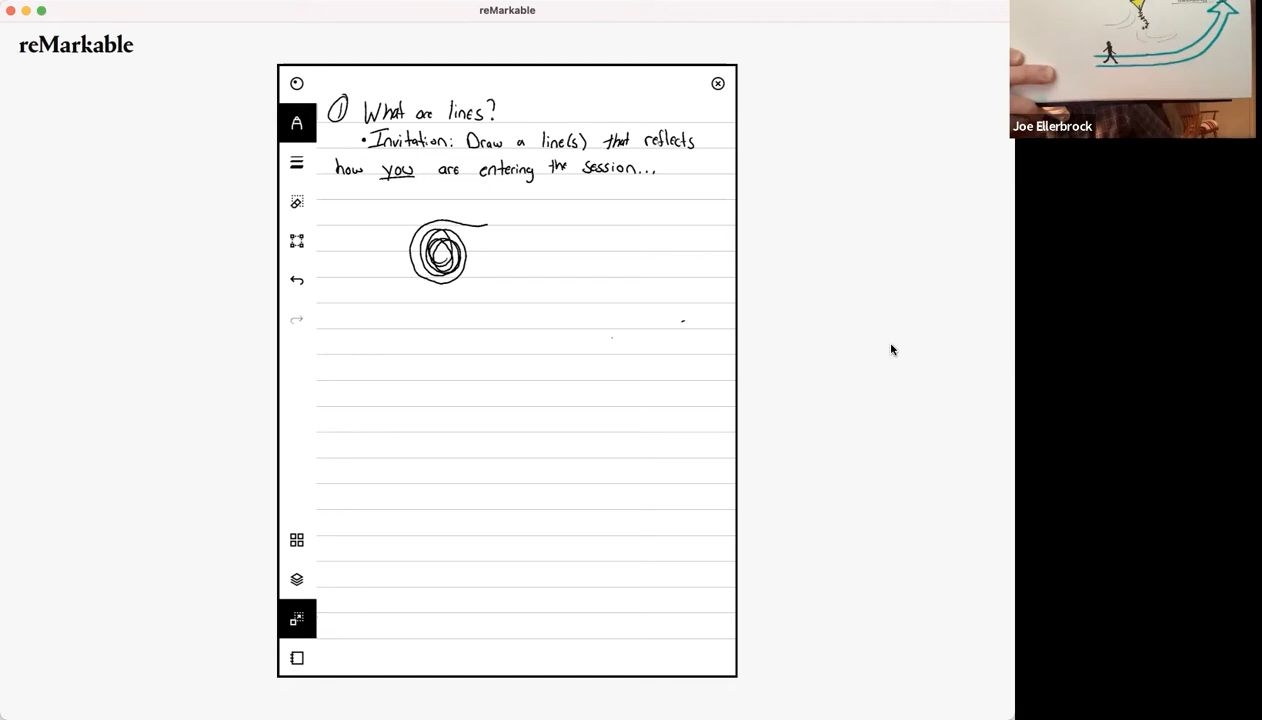 reMarkable
reMarkable
① What are lines?
•Invitation: Draw a line(s) that reflects
how you are entering the session...
Joe Ellerbrock